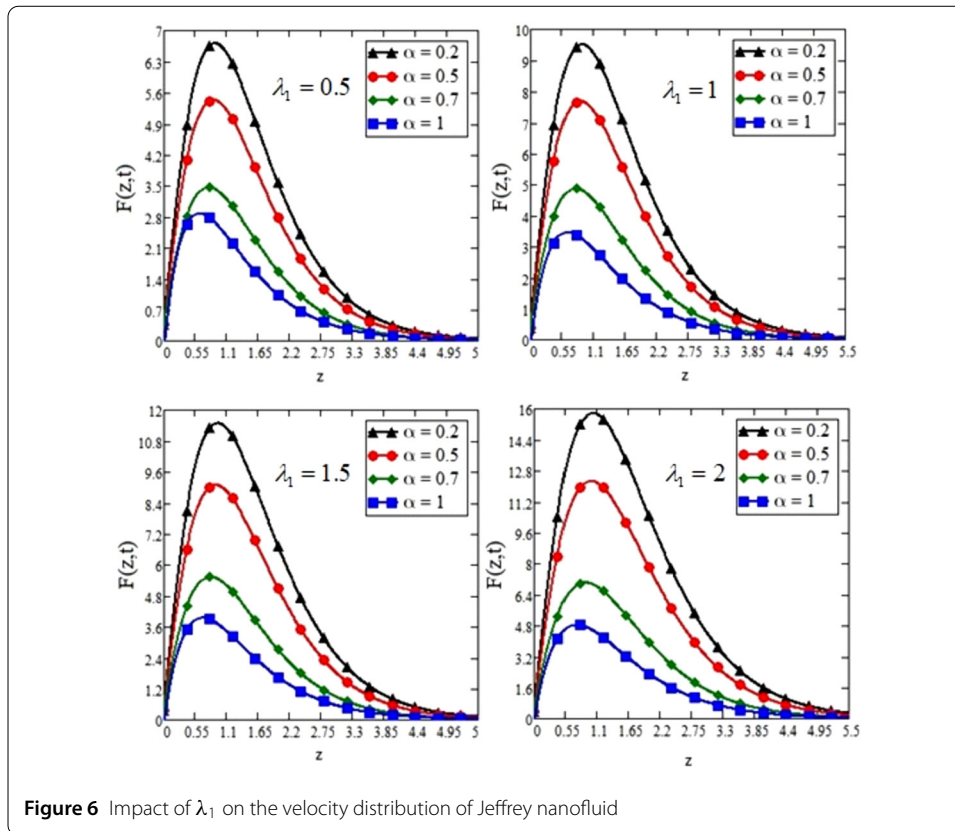 7
6.3
5.6
4.9
4.2
3.5
2.8
2.1
1.4
0.7
0
F(z,t)
λ₁ = 0.5
α = 0.2
α = 0.5
α = 0.7
α = 1
0 0.55 1.1 1.65 2.2 2.75 3.3 3.85 4.4 4.95 5
z
10
9
8
7
6
5
4
3
2
1
0
F(z,t)
λ₁ = 1
α = 0.2
α = 0.5
α = 0.7
α = 1
0 0.55 1.1 1.65 2.2 2.75 3.3 3.85 4.4 4.95 5.5
z
12
10.8
9.6
8.4
7.2
6
4.8
3.6
2.4
1.2
0
F(z,t)
λ₁ = 1.5
α = 0.2
α = 0.5
α = 0.7
α = 1
0 0.55 1.1 1.65 2.2 2.75 3.3 3.85 4.4 4.95 5.5
z
16
14.4
12.8
11.2
9.6
8
6.4
4.8
3.2
1.6
0
F(z,t)
λ₁ = 2
α = 0.2
α = 0.5
α = 0.7
α = 1
0 0.55 1.1 1.65 2.2 2.75 3.3 3.85 4.4 4.95 5.5
z
Figure 6 Impact of λ₁ on the velocity distribution of Jeffrey nanofluid